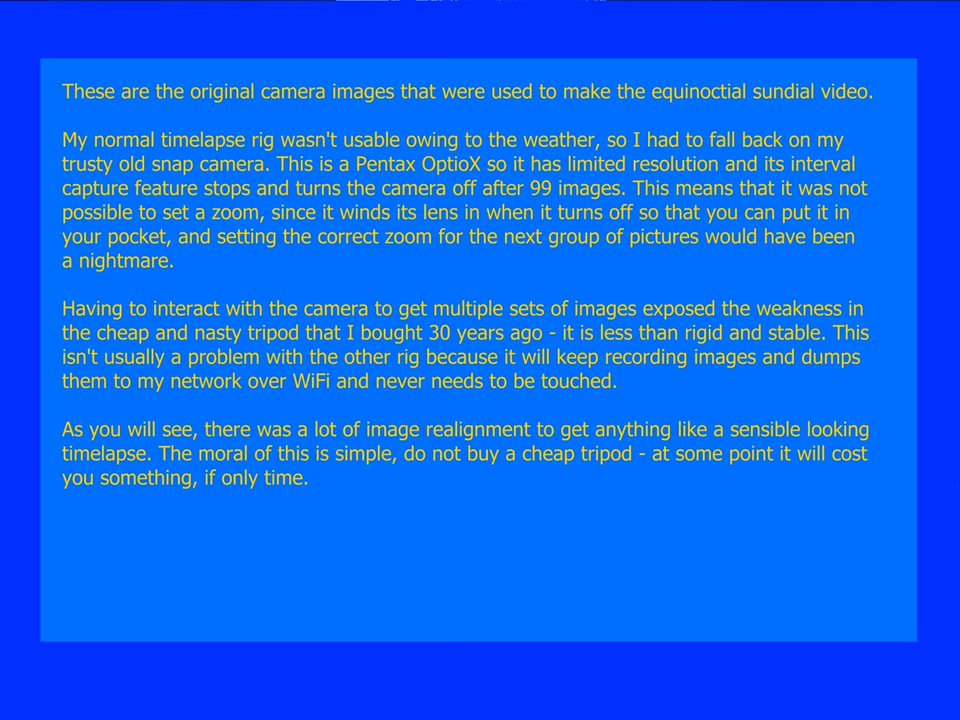 These are the original camera images that were used to make the equinoctial sundial video.
My normal timelapse rig wasn't usable owing to the weather, so I had to fall back on my
trusty old snap camera. This is a Pentax OptioX so it has limited resolution and its interval
capture feature stops and turns the camera off after 99 images. This means that it was not
possible to set a zoom, since it winds its lens in when it turns off so that you can put it in
your pocket, and setting the correct zoom for the next group of pictures would have been
a nightmare.
Having to interact with the camera to get multiple sets of images exposed the weakness in
the cheap and nasty tripod that I bought 30 years ago - it is less than rigid and stable. This
isn't usually a problem with the other rig because it will keep recording images and dumps
them to my network over WiFi and never needs to be touched.
As you will see, there was a lot of image realignment to get anything like a sensible looking
timelapse. The moral of this is simple, do not buy a cheap tripod - at some point it will cost
you something, if only time.